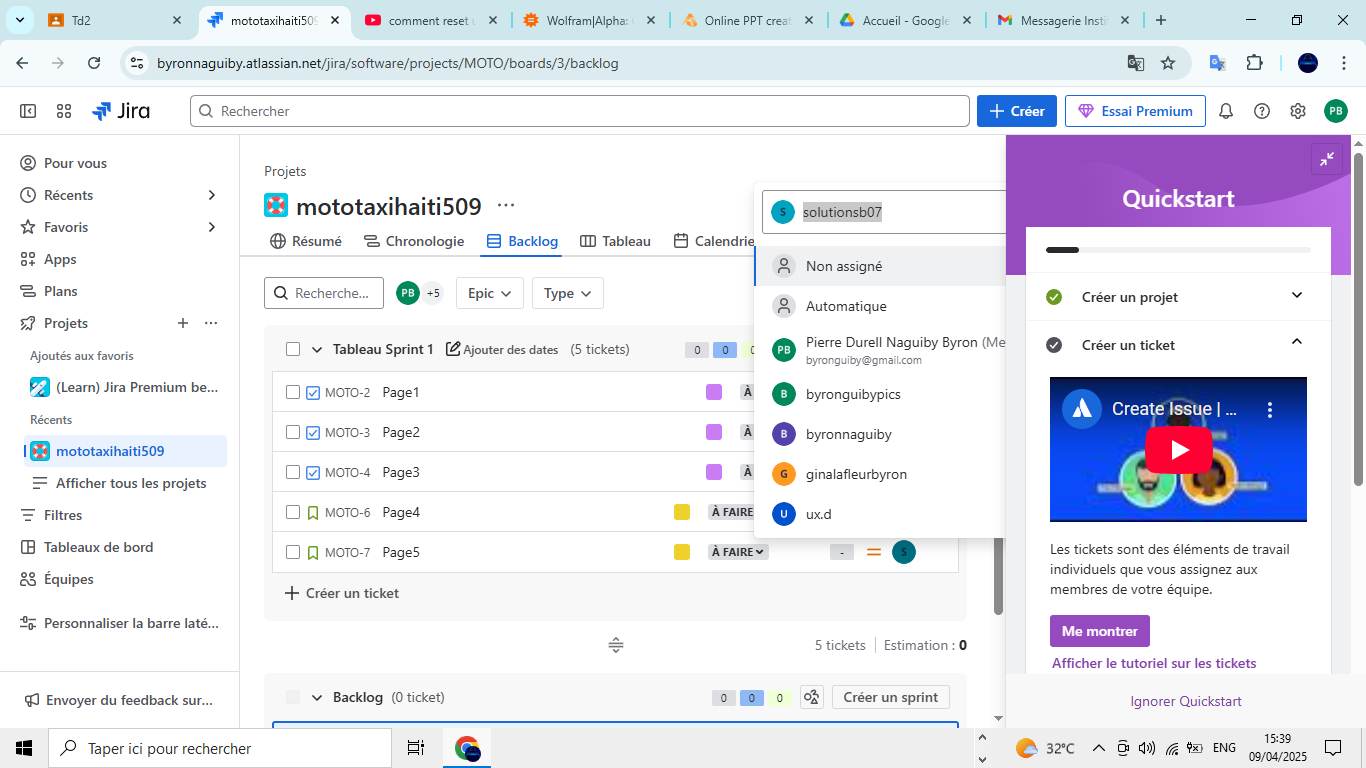 Td2
mototaxihaiti509
comment reset u
Wolfram|Alpha: C
Online PPT creat
Accueil - Google
Messagerie Insti
byronnaguiby.atlassian.net/jira/software/projects/MOTO/boards/3/backlog
Jira
Rechercher
Créer
Essai Premium
PB
Pour vous
Récents
Favoris
Apps
Plans
Projets
Ajoutés aux favoris
(Learn) Jira Premium be...
Récents
mototaxihaiti509
Afficher tous les projets
Filtres
Tableaux de bord
Équipes
Personnaliser la barre laté...
Envoyer du feedback sur...
Projets
mototaxihaiti509
Résumé
Chronologie
Backlog
Tableau
Calendrie
Recherche...
PB
+5
Epic
Type
Tableau Sprint 1
Ajouter des dates
(5 tickets)
0
0
MOTO-2 Page1
À
MOTO-3 Page2
À
MOTO-4 Page3
À
MOTO-6 Page4
À FAIRE
MOTO-7 Page5
À FAIRE
-
S
Créer un ticket
5 tickets
Estimation : 0
Backlog
(0 ticket)
0
0
0
Créer un sprint
S
solutionsb07
Non assigné
Automatique
PB
Pierre Durell Naguiby Byron (Me
byronguiby@gmail.com
B
byronguibypics
B
byronnaguiby
G
ginalafleurbyron
U
ux.d
Quickstart
Créer un projet
Créer un ticket
Create Issue | ...
Les tickets sont des éléments de travail
individuels que vous assignez aux
membres de votre équipe.
Me montrer
Afficher le tutoriel sur les tickets
Ignorer Quickstart
Taper ici pour rechercher
32°C
ENG
15:39
09/04/2025